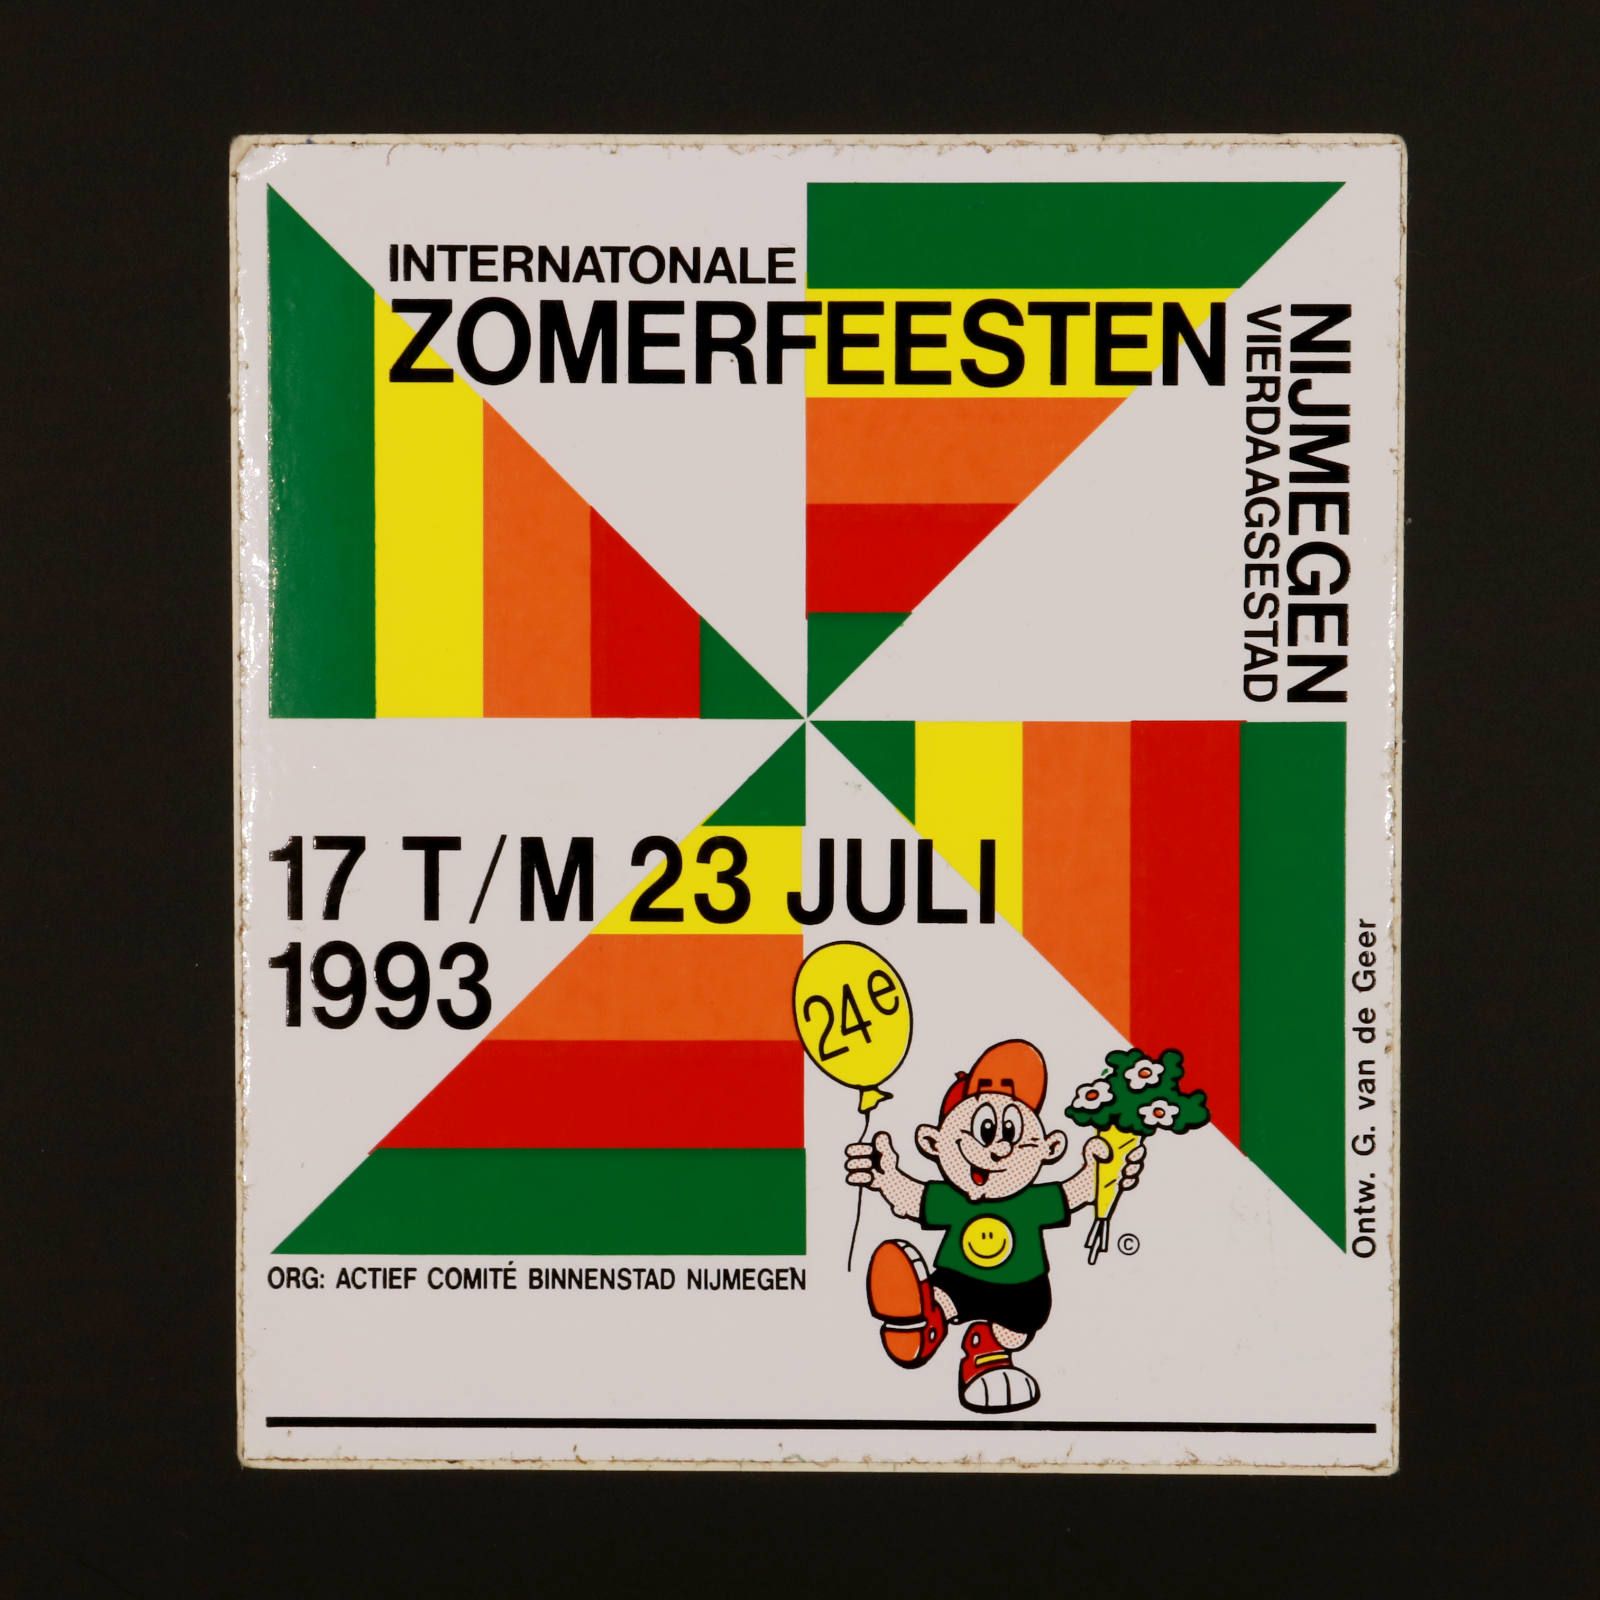 INTERNATONALE
ZOMERFEESTEN
NIJMEGEN
VIERDAAGSESTAD
17 T/M 23 JULI
1993
24e
©
ORG: ACTIEF COMITÉ BINNENSTAD NIJMEGEN
Ontw. G. van de Geer